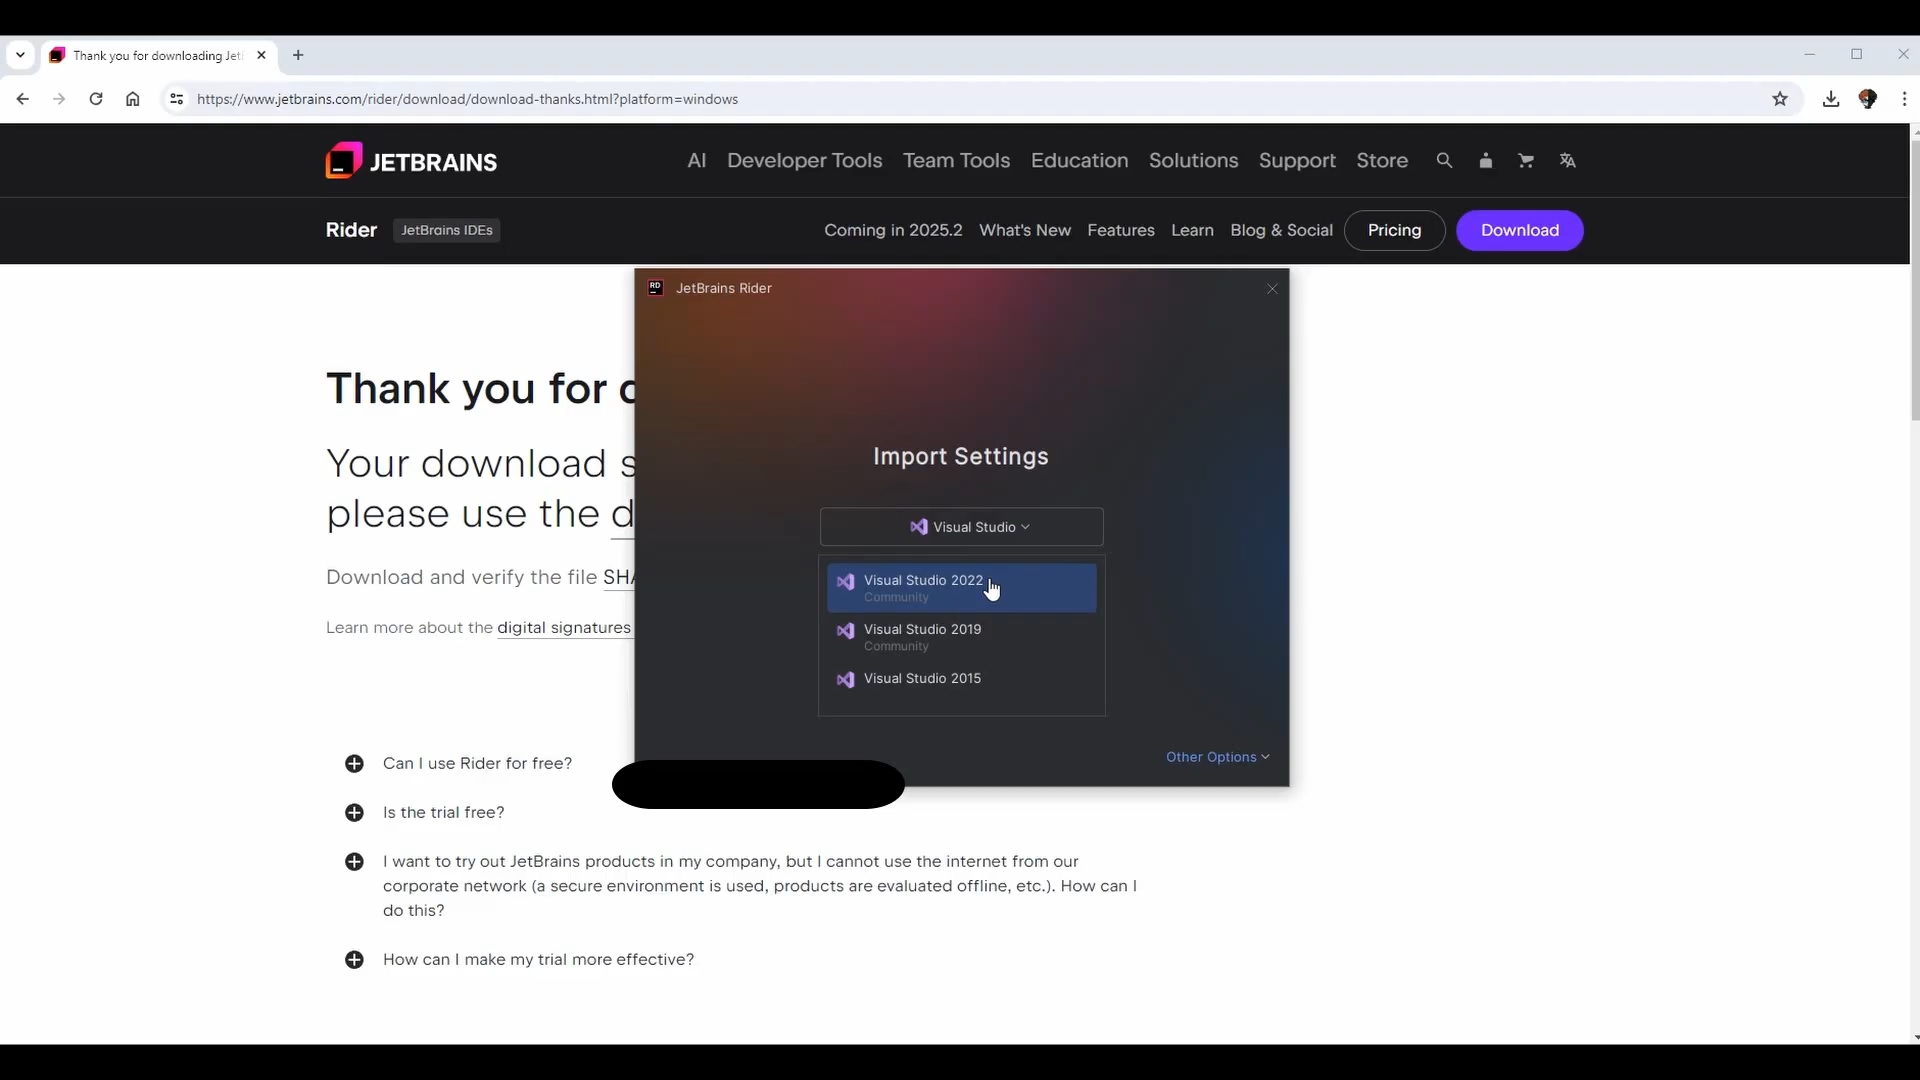 Thank you for downloading Jet
https://www.jetbrains.com/rider/download/download-thanks.html?platform=windows
JETBRAINS
AI Developer Tools Team Tools Education Solutions Support Store
Rider JetBrains IDEs
Coming in 2025.2 What's New Features Learn Blog & Social Pricing Download
RD JetBrains Rider
Thank you for
Your download
please use the
Download and verify the file SHA
Learn more about the digital signatures
Import Settings
Visual Studio
Visual Studio 2022
Community
Visual Studio 2019
Community
Visual Studio 2015
Other Options
Can I use Rider for free?
Is the trial free?
I want to try out JetBrains products in my company, but I cannot use the internet from our
corporate network (a secure environment is used, products are evaluated offline, etc.). How can I
do this?
How can I make my trial more effective?